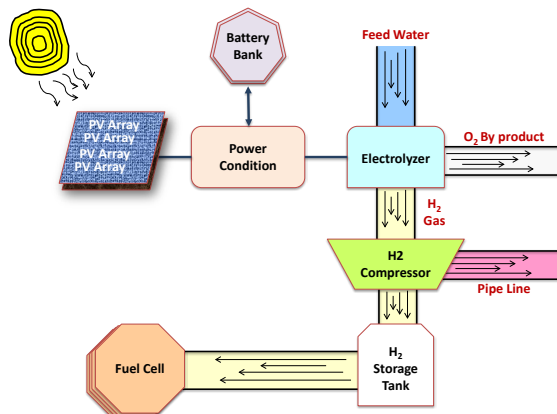 Battery
Bank
Feed Water
PV Array
PV Array
PV Array
PV Array
Power
Condition
Electrolyzer
O₂ By product
H₂
Gas
H2
Compressor
Pipe Line
Fuel Cell
H₂
Storage
Tank